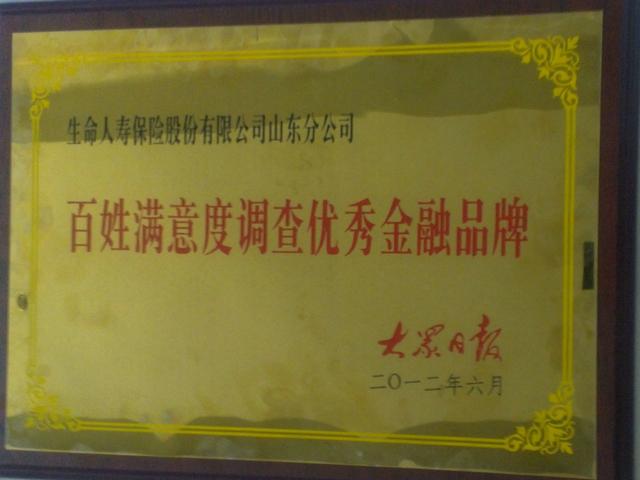 生命人寿保险股份有限公司山东分公司
百姓满意度调查优秀金融品牌
大众日报
二〇一二年六月